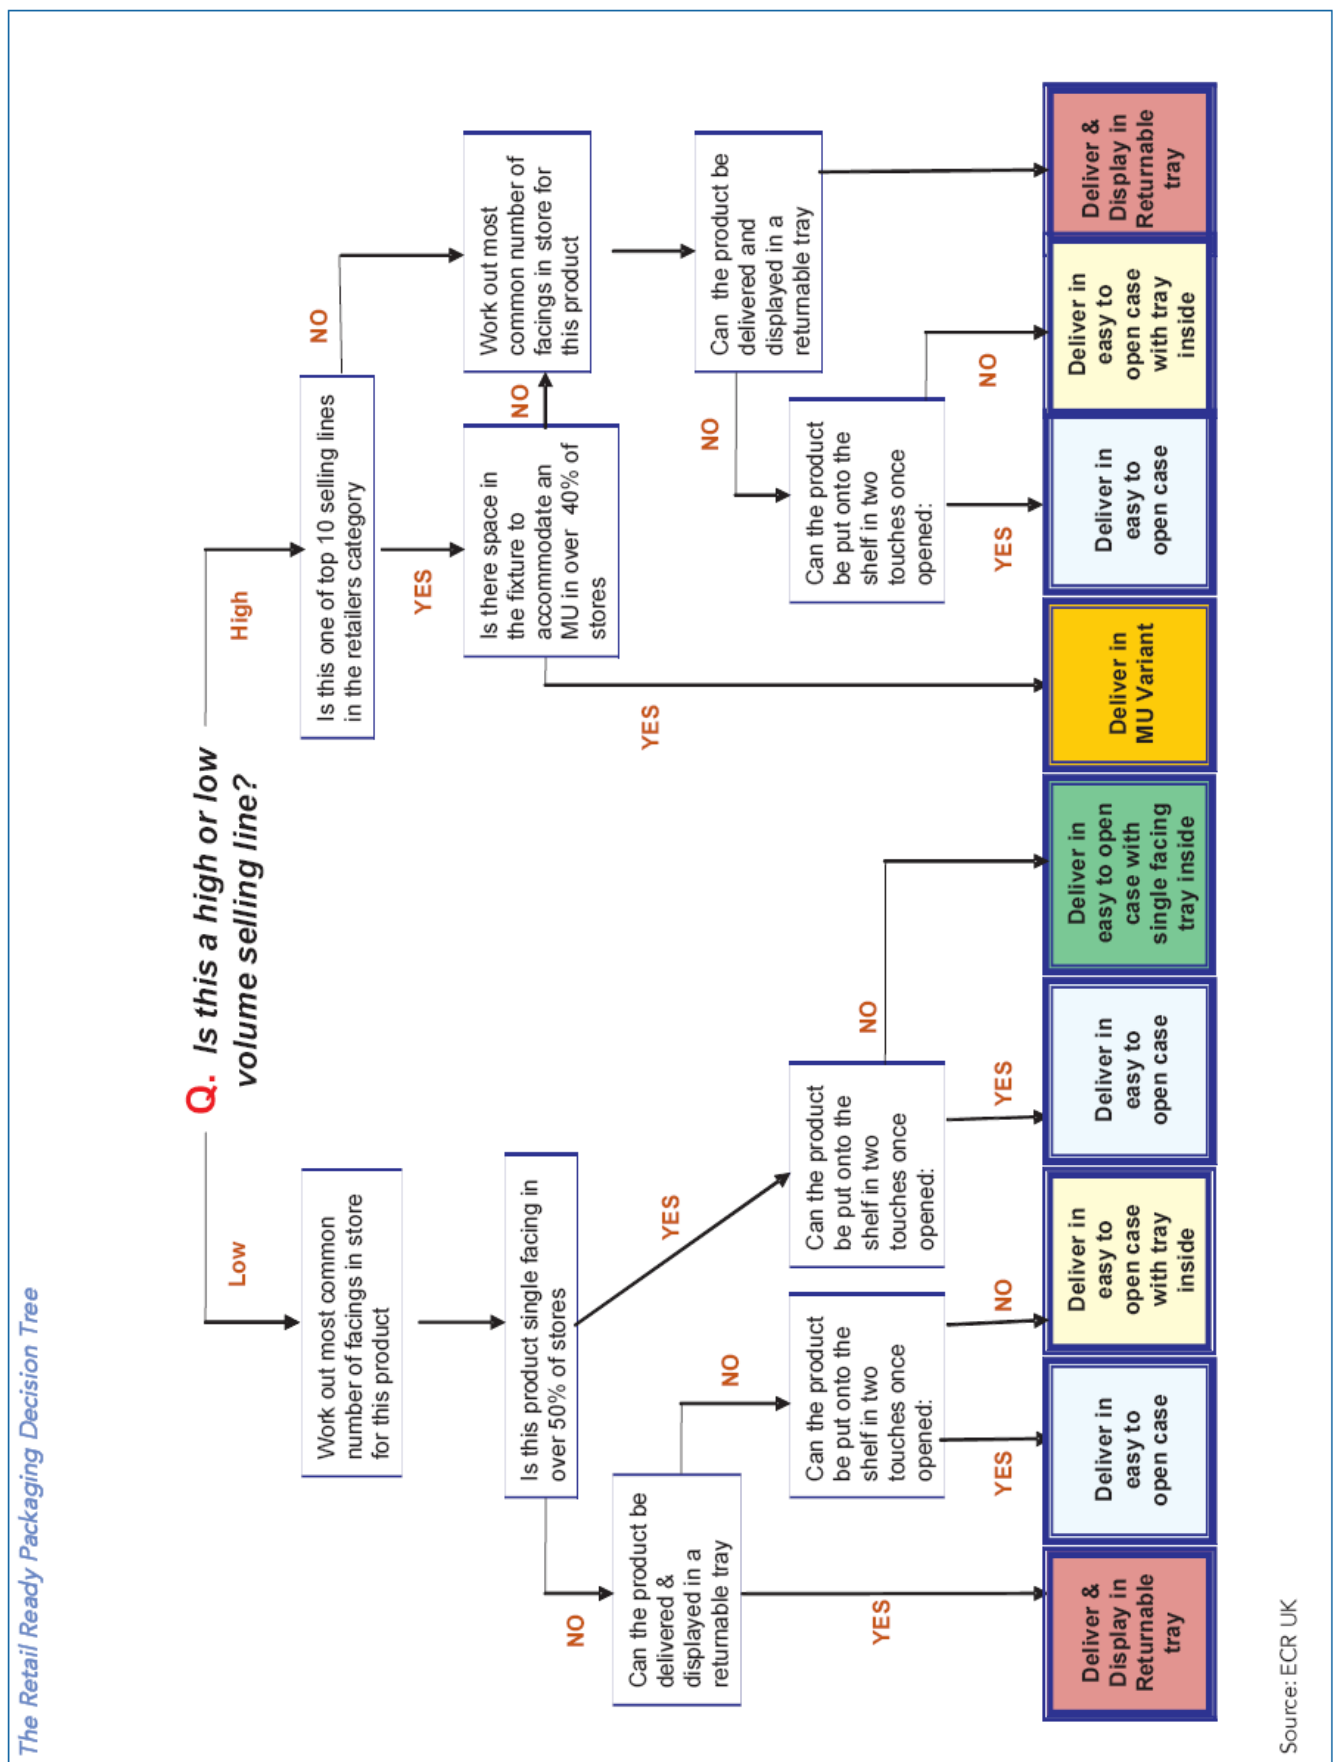 The Retail Ready Packaging Decision Tree
Q. Is this a high or low
volume selling line?
Low
High
Work out most common
number of facings in store
for this product
Is this one of top 10 selling lines
in the retailers category
NO
YES
Is this product single facing in
over 50% of stores
Is there space in
the fixture to
accommodate an
MU in over 40% of
stores
NO
Work out most
common number of
facings in store for
this product
NO
YES
YES
Can the product be
delivered &
displayed in a
returnable tray
NO
Can the product be
delivered and
displayed in a
returnable tray
NO
YES
Can the product
be put onto the
shelf in two
touches once
opened:
Can the product
be put onto the
shelf in two
touches once
opened:
NO
Can the product
be put onto the
shelf in two
touches once
opened:
YES
NO
YES
YES
NO
Deliver &
Display in
Returnable
tray
Deliver in
easy to
open case
Deliver in
easy to
open case
with tray
inside
Deliver in
easy to
open case
Deliver in
easy to open
case with
single facing
tray inside
Deliver in
MU Variant
Deliver in
easy to
open case
Deliver in
easy to
open case
with tray
inside
Deliver &
Display in
Returnable
tray
Source: ECR UK